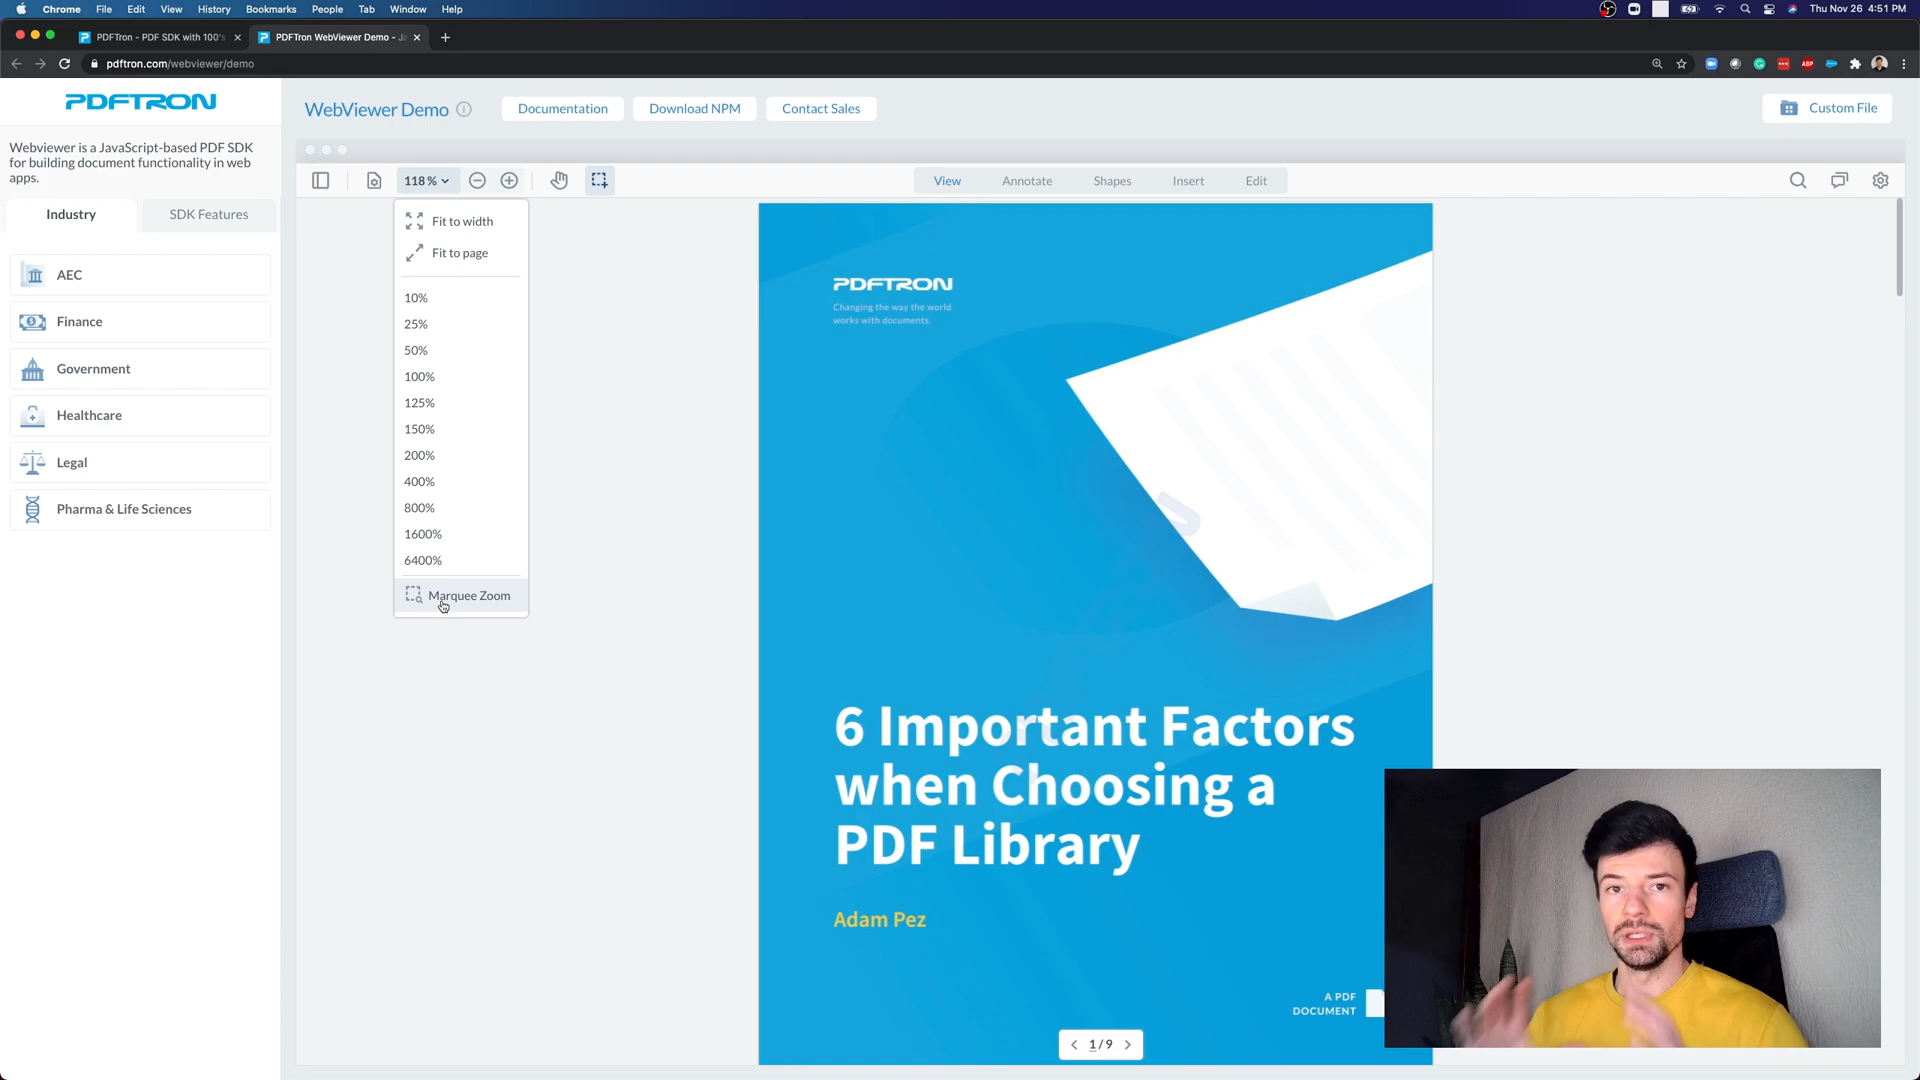 Chrome File Edit View History Bookmarks People Tab Window Help
Thu Nov 26 4:51 PM
PDFTron - PDF SDK with 100's
PDFTron WebViewer Demo - Ja
pdftron.com/webviewer/demo
ABP
PDFTRON
WebViewer Demo
Documentation
Download NPM
Contact Sales
Custom File
Webviewer is a JavaScript-based PDF SDK
for building document functionality in web
apps.
Industry
SDK Features
AEC
Finance
Government
Healthcare
Legal
Pharma & Life Sciences
118%
View
Annotate
Shapes
Insert
Edit
Fit to width
Fit to page
10%
25%
50%
100%
125%
150%
200%
400%
800%
1600%
6400%
Marquee Zoom
PDFTRON
Changing the way the world
works with documents.
6 Important Factors
when Choosing a
PDF Library
Adam Pez
A PDF
DOCUMENT
1/9